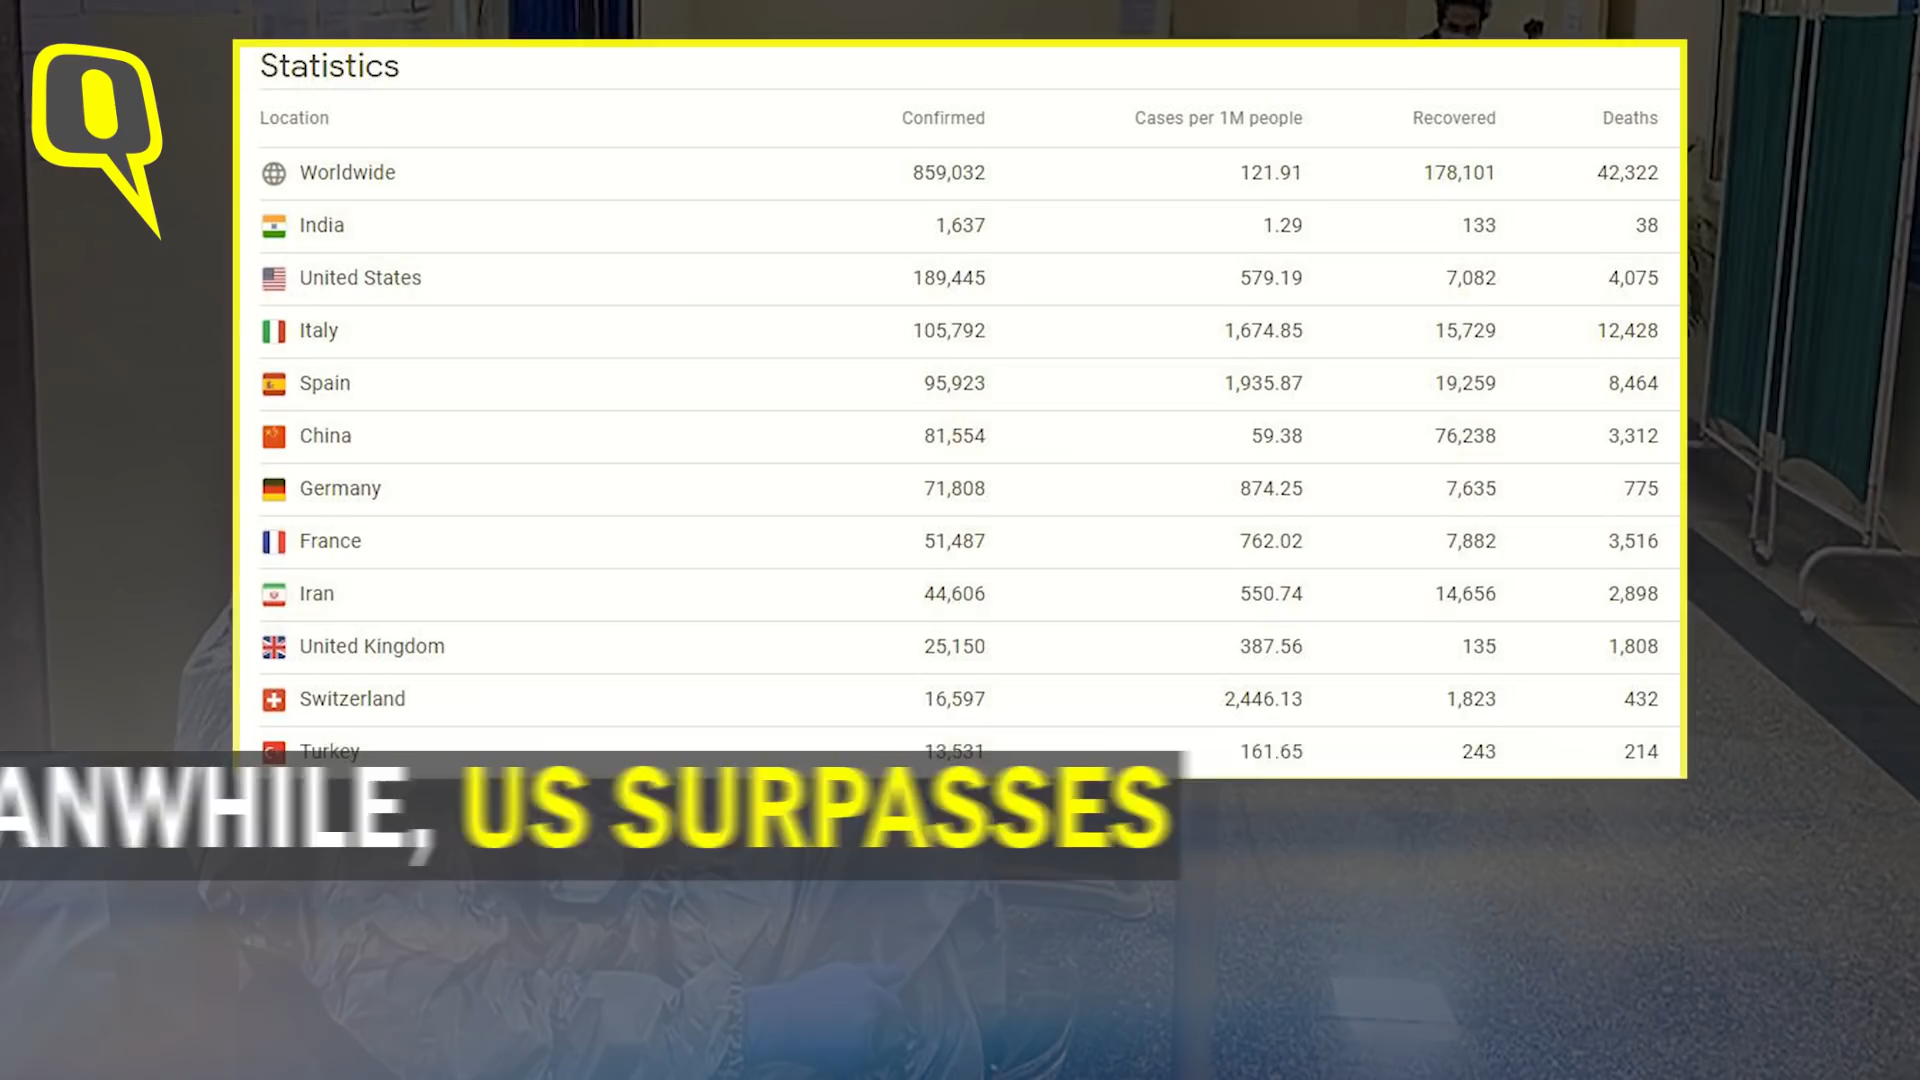 Statistics
Location Confirmed Cases per 1M people Recovered Deaths
Worldwide 859,032 121.91 178,101 42,322
India 1,637 1.29 133 38
United States 189,445 579.19 7,082 4,075
Italy 105,792 1,674.85 15,729 12,428
Spain 95,923 1,935.87 19,259 8,464
China 81,554 59.38 76,238 3,312
Germany 71,808 874.25 7,635 775
France 51,487 762.02 7,882 3,516
Iran 44,606 550.74 14,656 2,898
United Kingdom 25,150 387.56 135 1,808
Switzerland 16,597 2,446.13 1,823 432
Turkey 13,531 161.65 243 214
ANWHILE, US SURPASSES